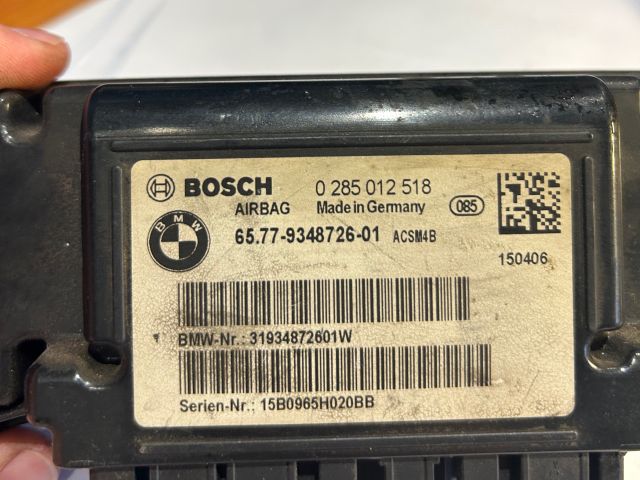 BOSCH 0 285 012 518
AIRBAG Made in Germany 085
BMW 65.77-9348726-01 ACSM4B
150406
BMW-Nr.: 31934872601W
Serien-Nr.: 15B0965H020BB